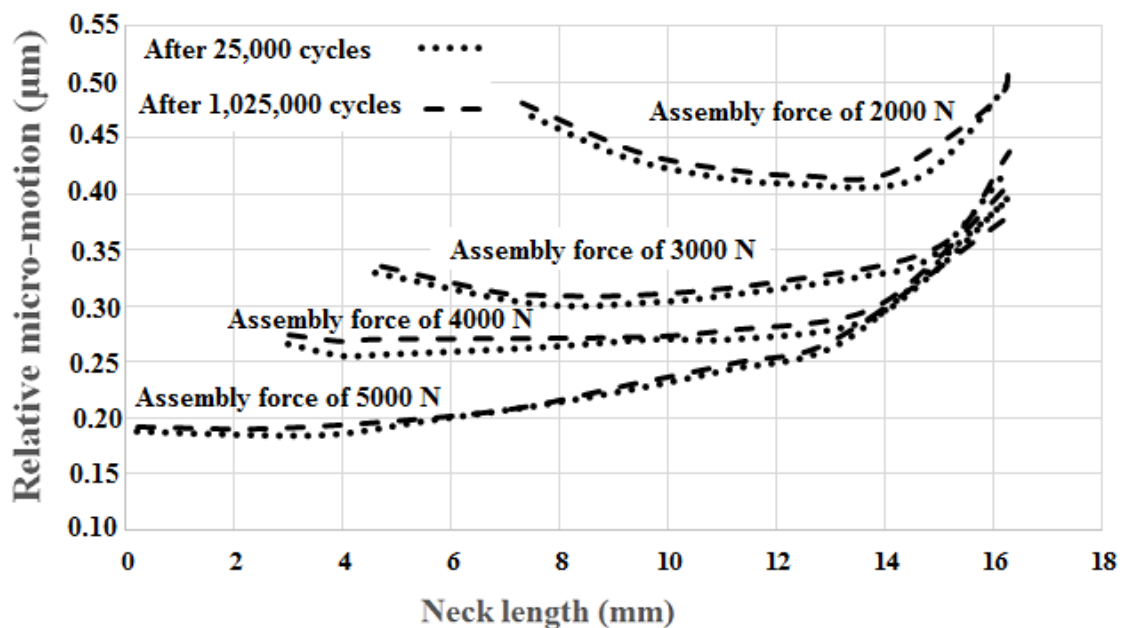 Relative micro-motion (µm)
0.55
0.50
0.45
0.40
0.35
0.30
0.25
0.20
0.15
0.10
After 25,000 cycles
After 1,025,000 cycles
Assembly force of 2000 N
Assembly force of 3000 N
Assembly force of 4000 N
Assembly force of 5000 N
0 2 4 6 8 10 12 14 16 18
Neck length (mm)